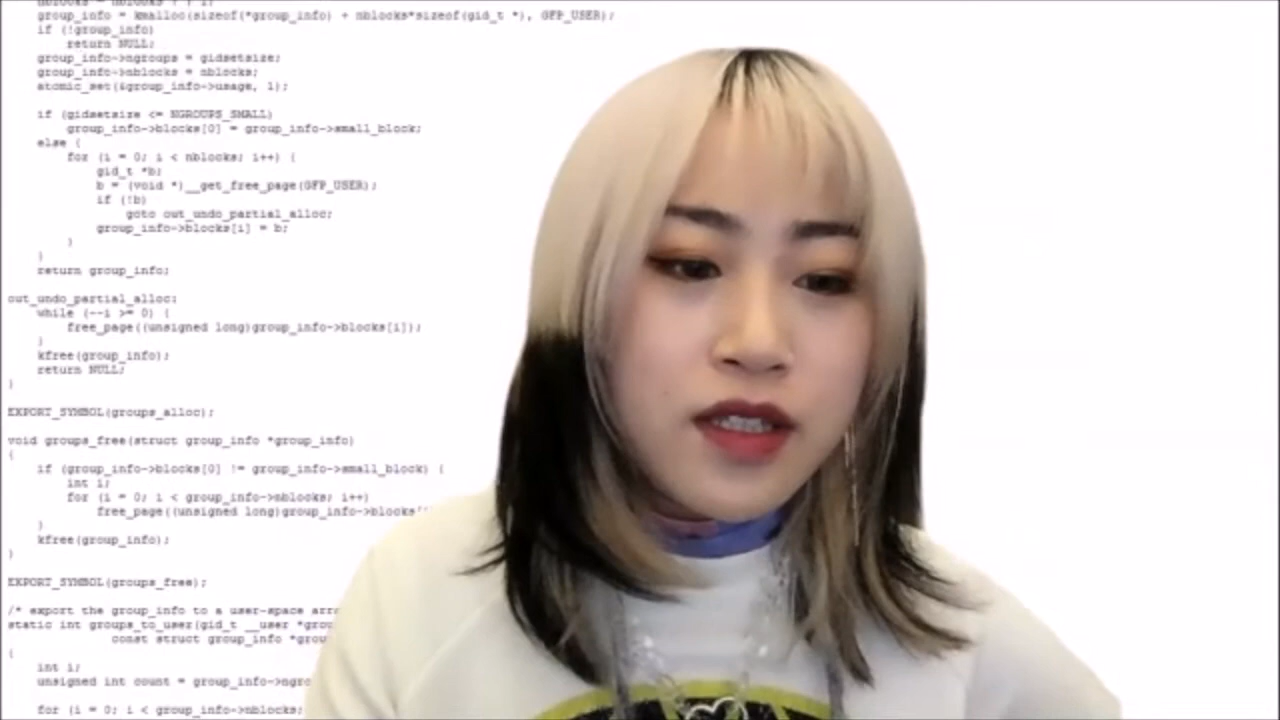 group_info = kmalloc(sizeof(*group_info) + nblocks*sizeof(gid_t *), GFP_USER);
if (!group_info)
return NULL;
group_info->ngroups = gidsetsize;
group_info->nblocks = nblocks;
atomic_set(&group_info->usage, 1);
if (gidsetsize <= NGROUPS_SMALL)
group_info->blocks[0] = group_info->small_block;
else {
for (i = 0; i < nblocks; i++) {
gid_t *b;
b = (void *)__get_free_page(GFP_USER);
if (!b)
goto out_undo_partial_alloc;
group_info->blocks[i] = b;
}
}
return group_info;
out_undo_partial_alloc:
while (--i >= 0) {
free_page((unsigned long)group_info->blocks[i]);
}
kfree(group_info);
return NULL;
}
EXPORT_SYMBOL(groups_alloc);
void groups_free(struct group_info *group_info)
{
if (group_info->blocks[0] != group_info->small_block) {
int i;
for (i = 0; i < group_info->nblocks; i++)
free_page((unsigned long)group_info->blocks[
}
kfree(group_info);
}
EXPORT_SYMBOL(groups_free);
/* export the group_info to a user-space arr
static int groups_to_user(gid_t __user *grou
const struct group_info *grou
{
int i;
unsigned int count = group_info->ngro
for (i = 0; i < group_info->nblocks;